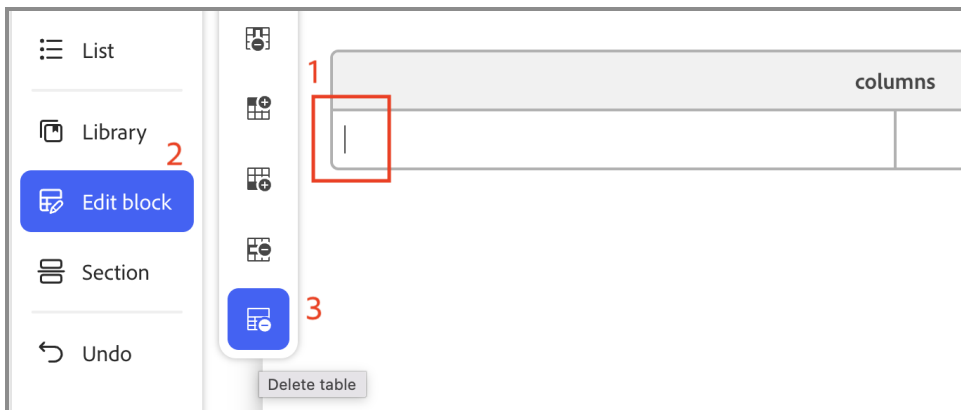 List
1
columns
Library
2
Edit block
Section
3
Undo
Delete table